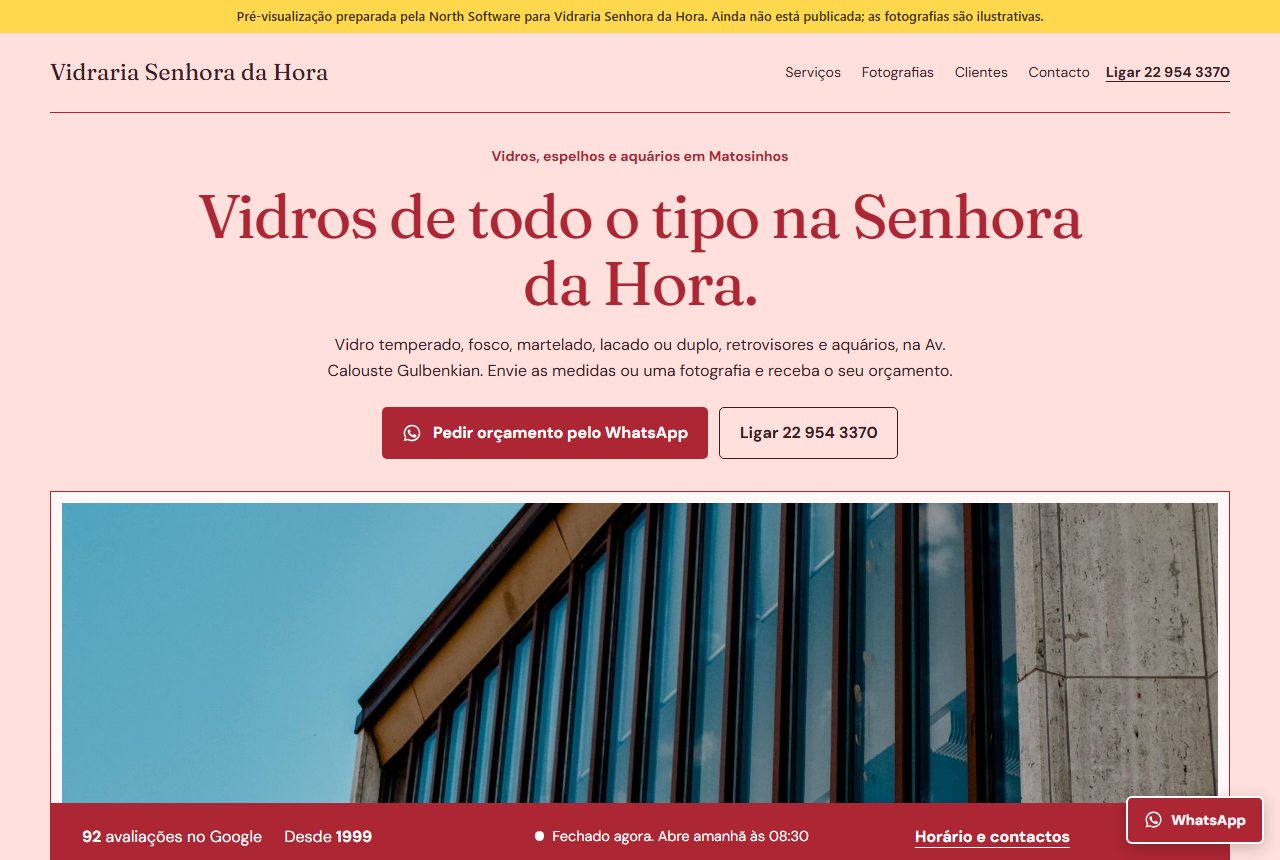 Pré-visualização preparada pela North Software para Vidraria Senhora da Hora. Ainda não está publicada; as fotografias são ilustrativas.
Vidraria Senhora da Hora
Serviços
Fotografias
Clientes
Contacto
Ligar 22 954 3370
Vidros, espelhos e aquários em Matosinhos
Vidros de todo o tipo na Senhora
da Hora.
Vidro temperado, fosco, martelado, lacado ou duplo, retrovisores e aquários, na Av.
Calouste Gulbenkian. Envie as medidas ou uma fotografia e receba o seu orçamento.
Pedir orçamento pelo WhatsApp
Ligar 22 954 3370
92 avaliações no Google
Desde 1999
Fechado agora. Abre amanhã às 08:30
Horário e contactos
WhatsApp